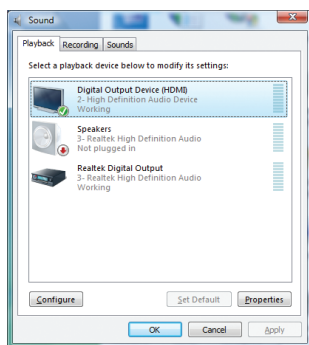 Sound
Playback Recording Sounds
Select a playback device below to modify its settings:
Digital Output Device (HDMI)
2- High Definition Audio Device
Working
Speakers
3- Realtek High Definition Audio
Not plugged in
Realtek Digital Output
3- Realtek High Definition Audio
Working
Configure Set Default Properties
OK Cancel Apply